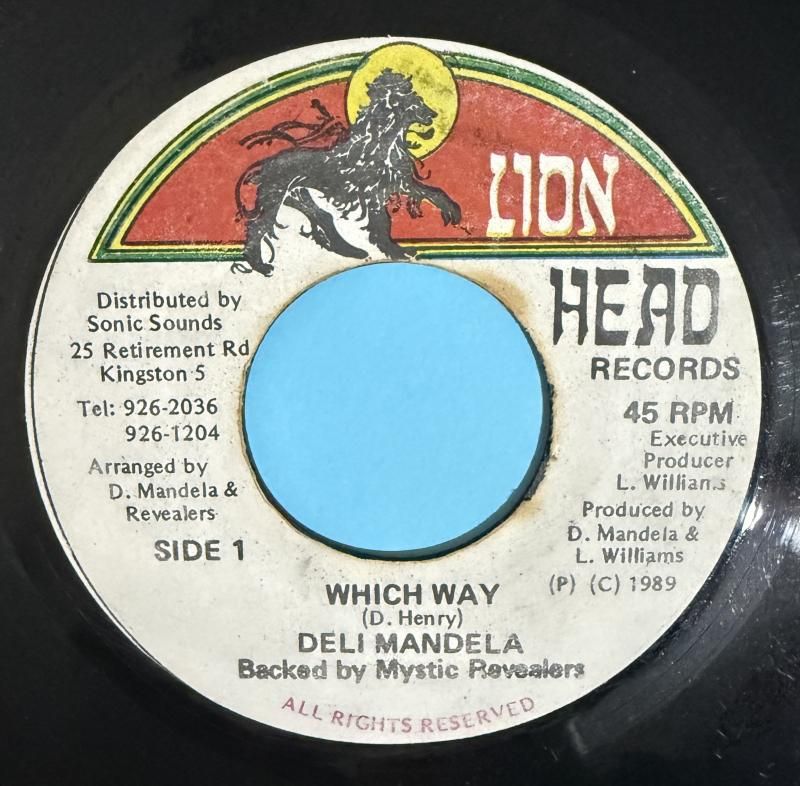 LION
HEAD
RECORDS
Distributed by
Sonic Sounds
25 Retirement Rd
Kingston 5
Tel: 926-2036
926-1204
Arranged by
D. Mandela &
Revealers
SIDE 1
45 RPM
Executive
Producer
L. Williams
Produced by
D. Mandela &
L. Williams
(P) (C) 1989
WHICH WAY
(D. Henry)
DELI MANDELA
Backed by Mystic Revealers
ALL RIGHTS RESERVED